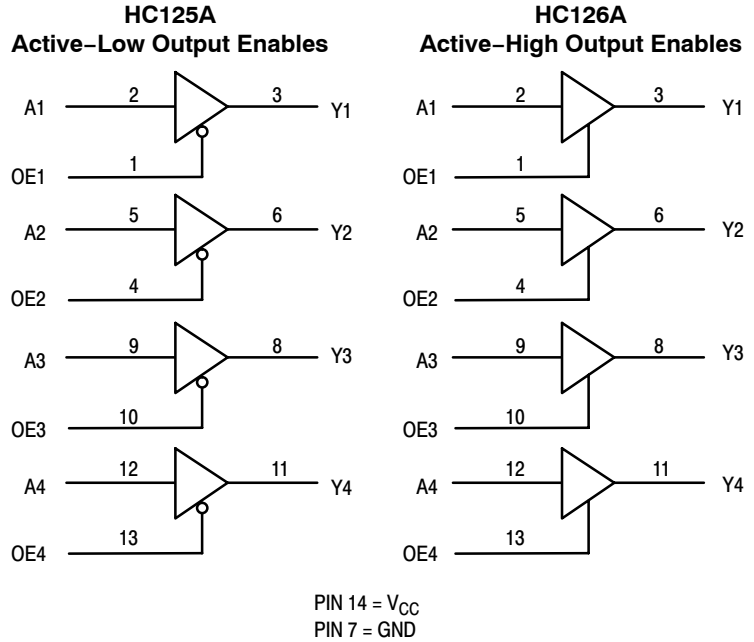 HC125A
Active–Low Output Enables
A1 2 3 Y1
OE1 1
A2 5 6 Y2
OE2 4
A3 9 8 Y3
OE3 10
A4 12 11 Y4
OE4 13
HC126A
Active–High Output Enables
A1 2 3 Y1
OE1 1
A2 5 6 Y2
OE2 4
A3 9 8 Y3
OE3 10
A4 12 11 Y4
OE4 13
PIN 14 = VCC
PIN 7 = GND